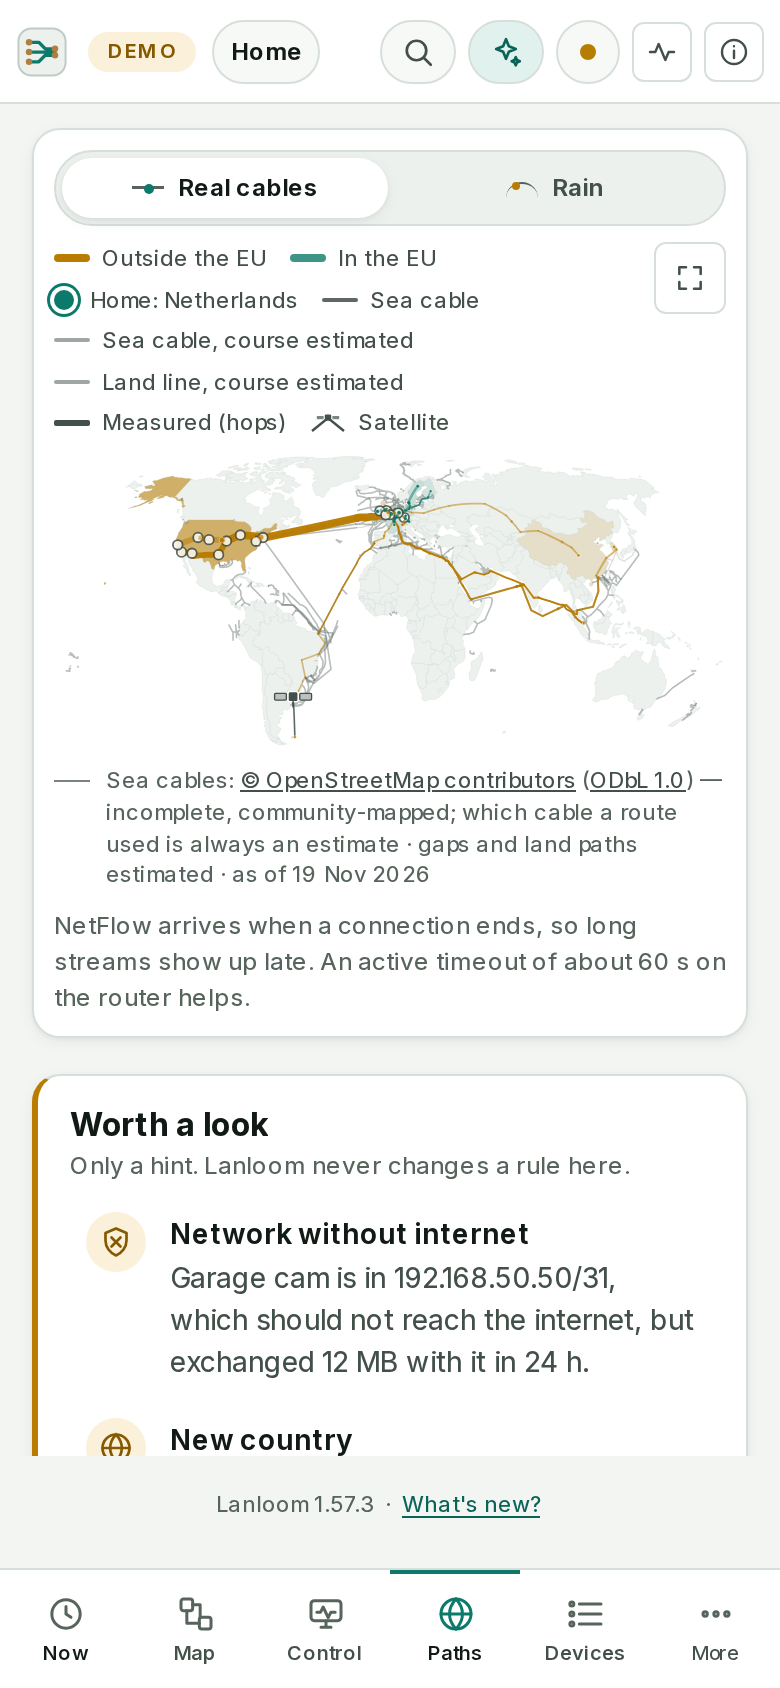 DEMO
Home
Real cables
Rain
Outside the EU
In the EU
Home: Netherlands
Sea cable
Sea cable, course estimated
Land line, course estimated
Measured (hops)
Satellite
Sea cables: © OpenStreetMap contributors (ODbL 1.0) —
incomplete, community-mapped; which cable a route
used is always an estimate · gaps and land paths
estimated · as of 19 Nov 2026
NetFlow arrives when a connection ends, so long
streams show up late. An active timeout of about 60 s on
the router helps.
Worth a look
Only a hint. Lanloom never changes a rule here.
Network without internet
Garage cam is in 192.168.50.50/31,
which should not reach the internet, but
exchanged 12 MB with it in 24 h.
New country
Lanloom 1.57.3 · What's new?
Now
Map
Control
Paths
Devices
More